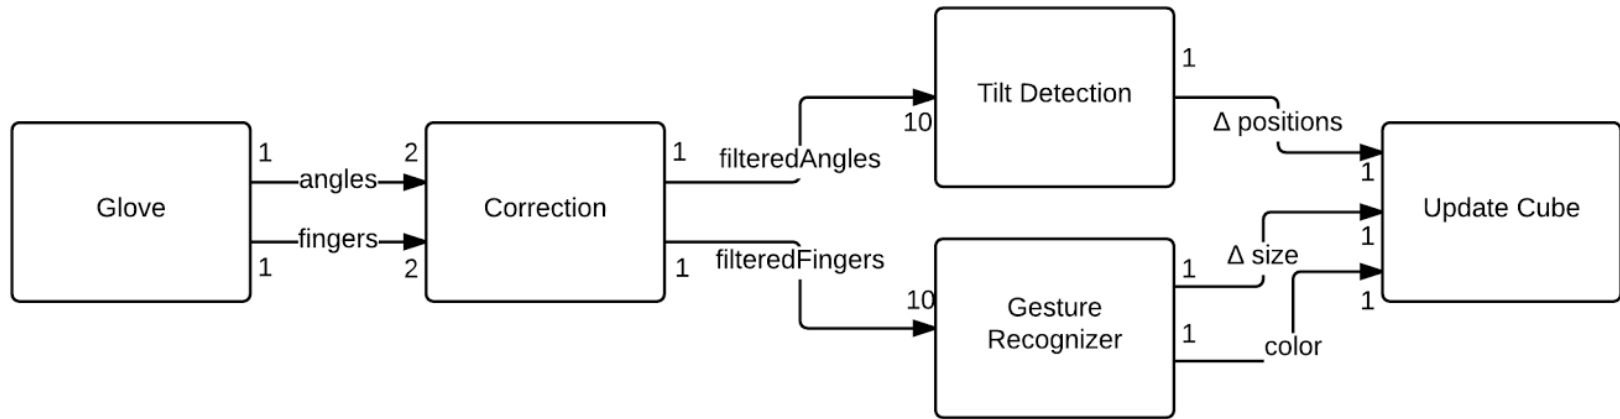 Glove
1
angles
2
fingers
1
2
Correction
1
filteredAngles
10
filteredFingers
1
10
Tilt Detection
1
Δ positions
1
Gesture
Recognizer
1
Δ size
1
1
color
1
Update Cube